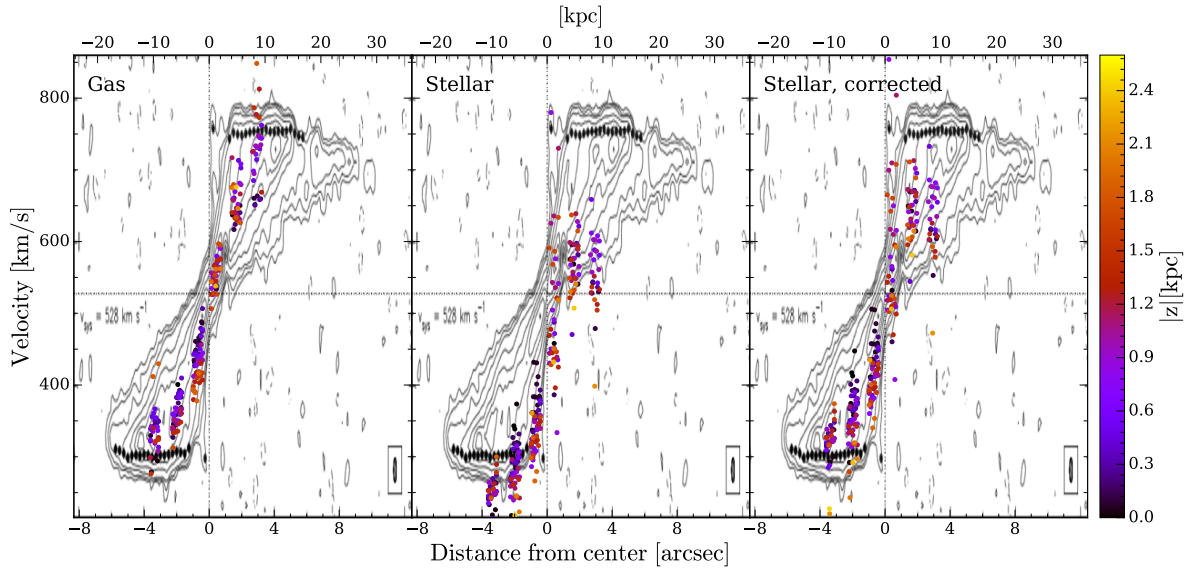 [kpc]
−20 −10 0 10 20 30 −20 −10 0 10 20 30 −20 −10 0 10 20 30
Gas Stellar Stellar, corrected
800
600
400
Velocity [km/s]
v_sys = 528 km s⁻¹ v_sys = 528 km s⁻¹ v_sys = 528 km s⁻¹
−8 −4 0 4 8 −8 −4 0 4 8 −8 −4 0 4 8
Distance from center [arcsec]
2.4
2.1
1.8
1.5
1.2
0.9
0.6
0.3
0.0
|z|[kpc]